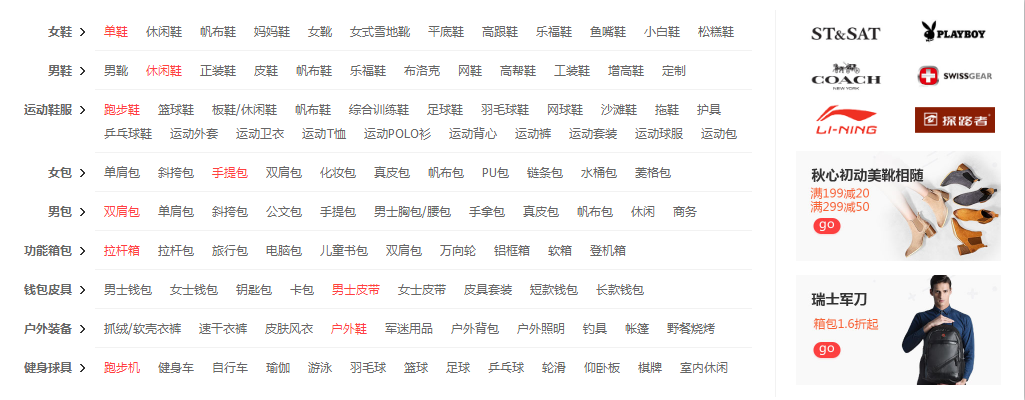 女鞋 > 单鞋 休闲鞋 帆布鞋 妈妈鞋 女靴 女式雪地靴 平底鞋 高跟鞋 乐福鞋 鱼嘴鞋 小白鞋 松糕鞋
男鞋 > 男靴 休闲鞋 正装鞋 皮鞋 帆布鞋 乐福鞋 布洛克 网鞋 高帮鞋 工装鞋 增高鞋 定制
运动鞋服 > 跑步鞋 篮球鞋 板鞋/休闲鞋 帆布鞋 综合训练鞋 足球鞋 羽毛球鞋 网球鞋 沙滩鞋 拖鞋 护具
乒乓球鞋 运动外套 运动卫衣 运动T恤 运动POLO衫 运动背心 运动裤 运动套装 运动球服 运动包
女包 > 单肩包 斜挎包 手提包 双肩包 化妆包 真皮包 帆布包 PU包 链条包 水桶包 菱格包
男包 > 双肩包 单肩包 斜挎包 公文包 手提包 男士胸包/腰包 手拿包 真皮包 帆布包 休闲 商务
功能箱包 > 拉杆箱 拉杆包 旅行包 电脑包 儿童书包 双肩包 万向轮 铝框箱 软箱 登机箱
钱包皮具 > 男士钱包 女士钱包 钥匙包 卡包 男士皮带 女士皮带 皮具套装 短款钱包 长款钱包
户外装备 > 抓绒/软壳衣裤 速干衣裤 皮肤风衣 户外鞋 军迷用品 户外背包 户外照明 钓具 帐篷 野餐烧烤
健身球具 > 跑步机 健身车 自行车 瑜伽 游泳 羽毛球 篮球 足球 乒乓球 轮滑 仰卧板 棋牌 室内休闲
ST&SAT PLAYBOY
COACH
NEW YORK
SWISSGEAR
LI-NING 探路者
秋心初动美靴相随
满199减20
满299减50
go
瑞士军刀
箱包1.6折起
go